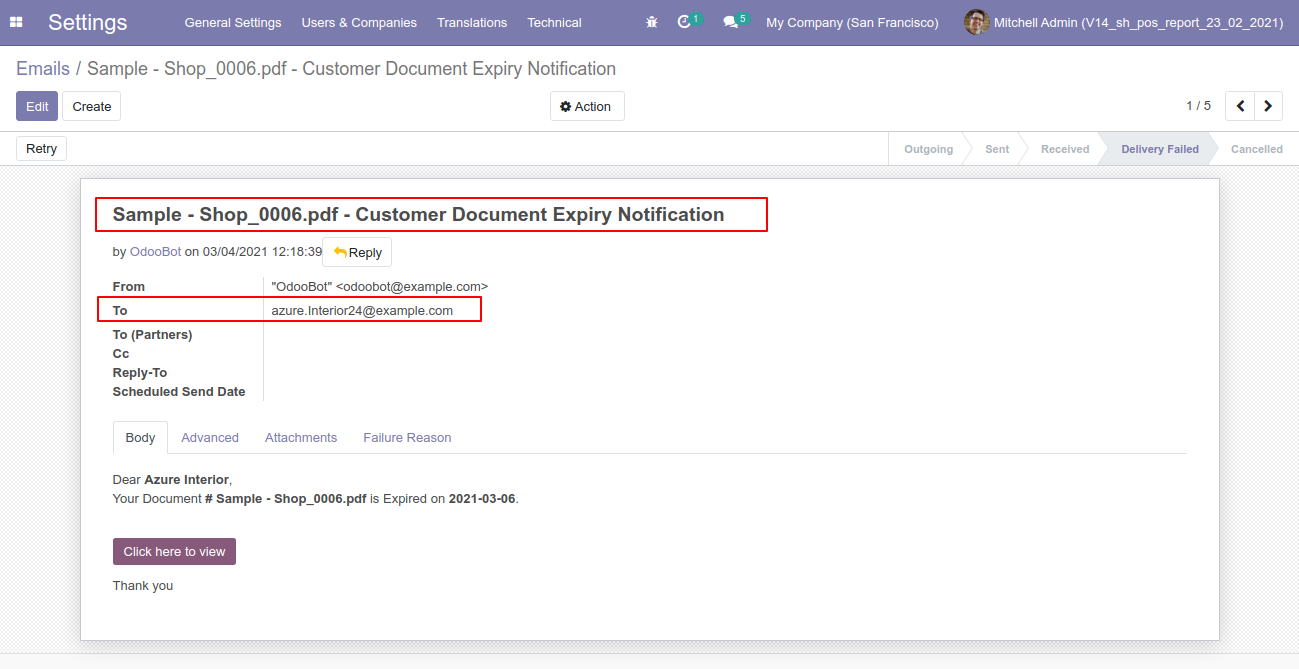 Settings General Settings Users & Companies Translations Technical 1 5 My Company (San Francisco) Mitchell Admin (V14_sh_pos_report_23_02_2021)
Emails / Sample - Shop_0006.pdf - Customer Document Expiry Notification
Edit Create Action 1 / 5
Retry Outgoing Sent Received Delivery Failed Cancelled
Sample - Shop_0006.pdf - Customer Document Expiry Notification
by OdooBot on 03/04/2021 12:18:39 Reply
From "OdooBot" <odoobot@example.com>
To azure.Interior24@example.com
To (Partners)
Cc
Reply-To
Scheduled Send Date
Body Advanced Attachments Failure Reason
Dear Azure Interior,
Your Document # Sample - Shop_0006.pdf is Expired on 2021-03-06.
Click here to view
Thank you